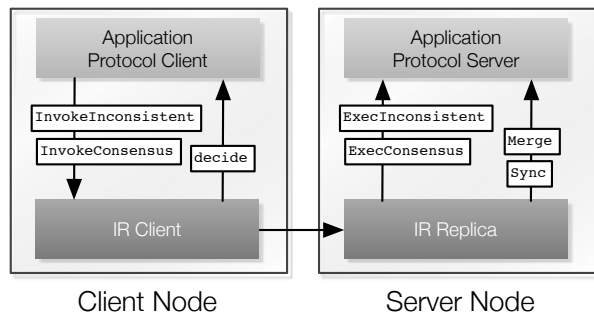 Application
Protocol Client
InvokeInconsistent
InvokeConsensus
decide
IR Client
Client Node
Application
Protocol Server
ExecInconsistent
ExecConsensus
Merge
Sync
IR Replica
Server Node